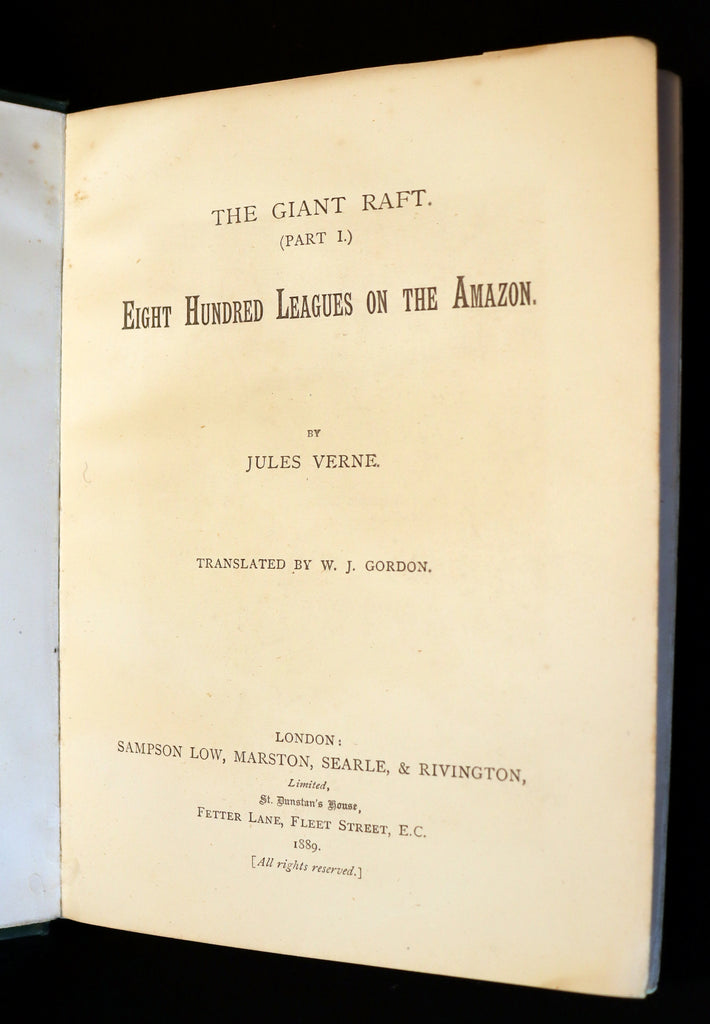 THE GIANT RAFT.
(PART I.)
EIGHT HUNDRED LEAGUES ON THE AMAZON.
BY
JULES VERNE.
TRANSLATED BY W. J. GORDON.
LONDON:
SAMPSON LOW, MARSTON, SEARLE, & RIVINGTON,
Limited,
St. Dunstan's House,
FETTER LANE, FLEET STREET, E.C.
1889.
[All rights reserved.]